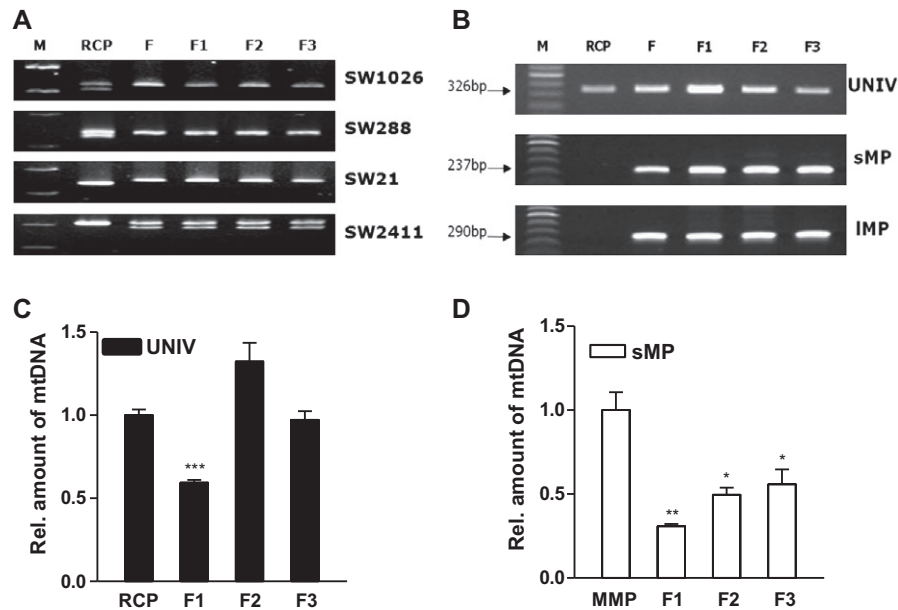 A
M RCP F F1 F2 F3
SW1026
SW288
SW21
SW2411
B
M RCP F F1 F2 F3
326bp UNIV
237bp sMP
290bp lMP
C
Rel. amount of mtDNA
1.5
1.0
0.5
0.0
UNIV
***
RCP F1 F2 F3
D
Rel. amount of mtDNA
1.5
1.0
0.5
0.0
sMP
**
*
*
MMP F1 F2 F3